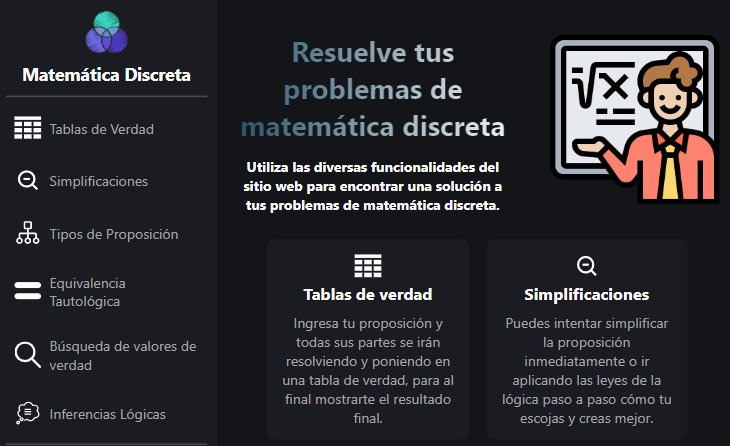 Matemática Discreta
Tablas de Verdad
Simplificaciones
Tipos de Proposición
Equivalencia
Tautológica
Búsqueda de valores de
verdad
Inferencias Lógicas
Resuelve tus
problemas de
matemática discreta
Utiliza las diversas funcionalidades del
sitio web para encontrar una solución a
tus problemas de matemática discreta.
√x
Tablas de verdad
Ingresa tu proposición y
todas sus partes se irán
resolviendo y poniendo en
una tabla de verdad, para al
final mostrarte el resultado
final.
Simplificaciones
Puedes intentar simplificar
la proposición
inmediatamente o ir
aplicando las leyes de la
lógica paso a paso cómo tu
escojas y creas mejor.